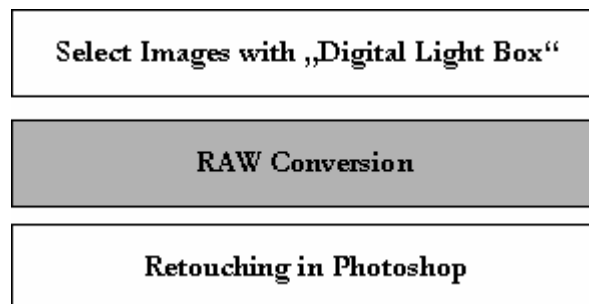 Select Images with „Digital Light Box“
RAW Conversion
Retouching in Photoshop